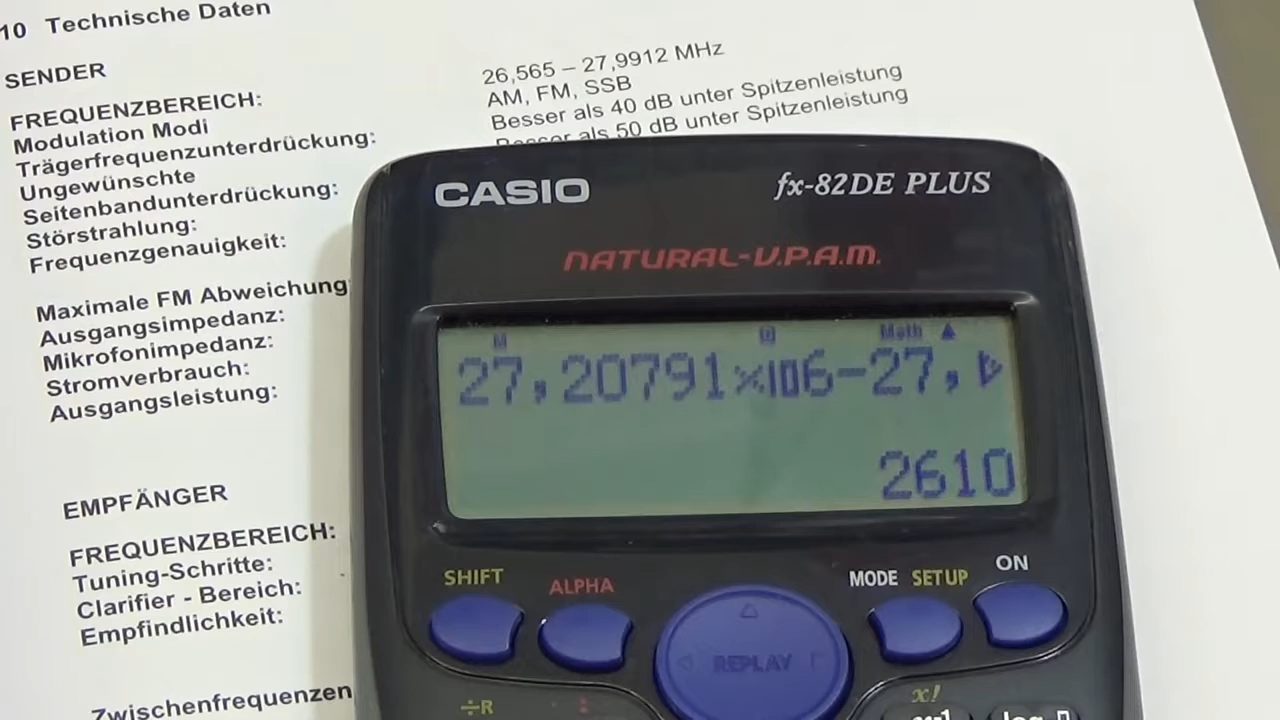 10 Technische Daten
SENDER
FREQUENZBEREICH:
26,565 – 27,9912 MHz
Modulation Modi
AM, FM, SSB
Trägerfrequenzunterdrückung:
Besser als 40 dB unter Spitzenleistung
Ungewünschte
Besser als 50 dB unter Spitzenleistung
Seitenbandunterdrückung:
Störstrahlung:
Frequenzgenauigkeit:
Maximale FM Abweichung
Ausgangsimpedanz:
Mikrofonimpedanz:
Stromverbrauch:
Ausgangsleistung:
EMPFÄNGER
FREQUENZBEREICH:
Tuning-Schritte:
Clarifier - Bereich:
Empfindlichkeit:
Zwischenfrequenzen
CASIO
fx-82DE PLUS
NATURAL-V.P.A.M.
M D Math ▲
27,20791×10 6-27,
2610
SHIFT
ALPHA
MODE SETUP
ON
REPLAY
÷R
:
x!